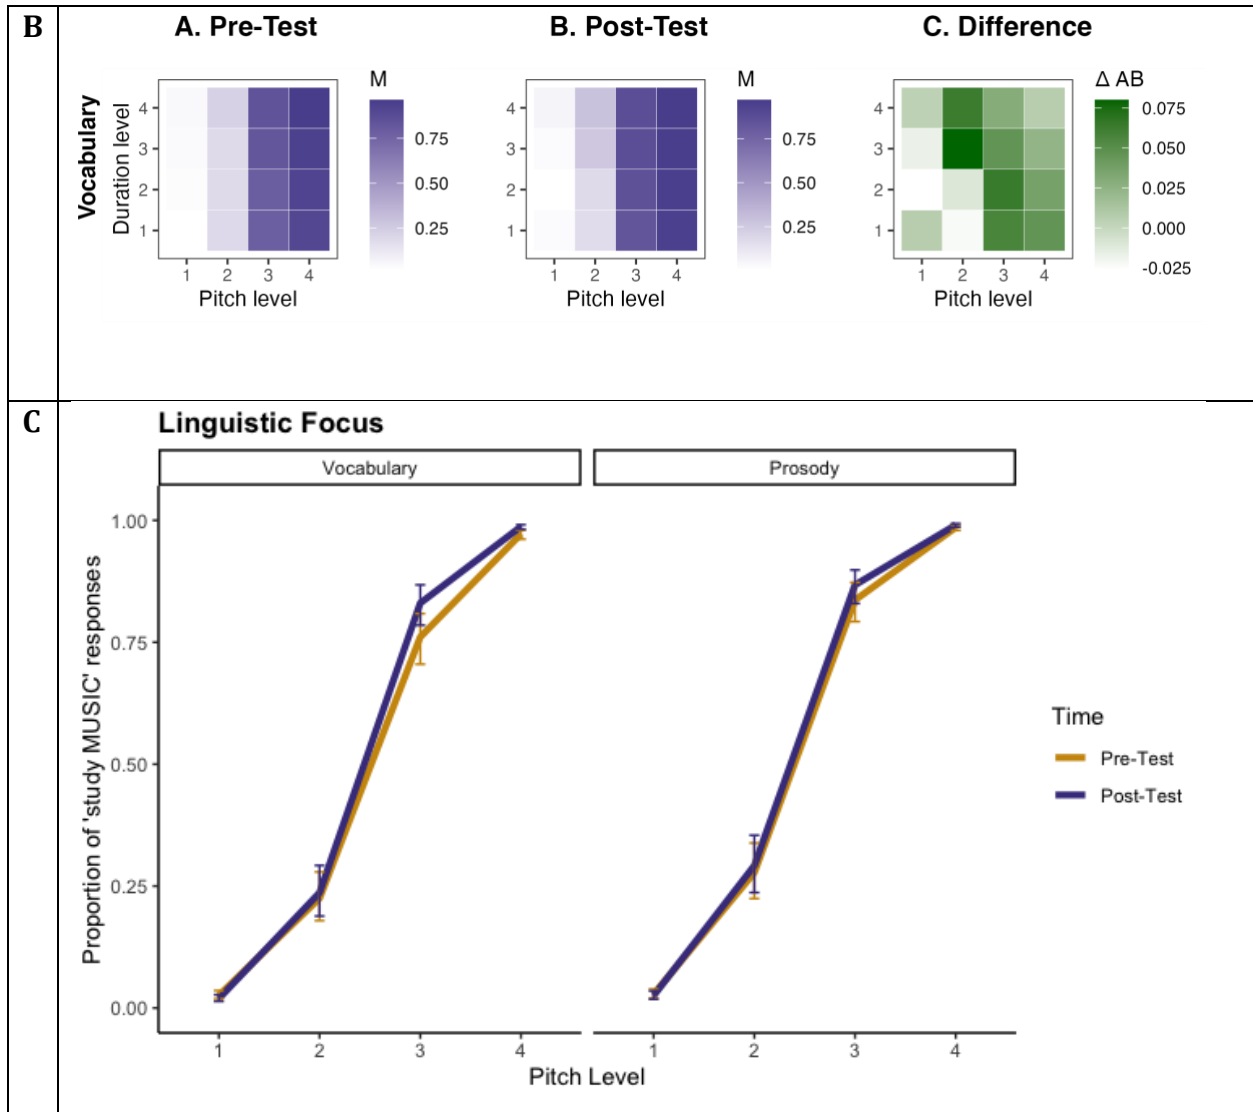 B
A. Pre-Test
B. Post-Test
C. Difference
Vocabulary
Duration level
4
3
2
1
1 2 3 4
Pitch level
M
0.75
0.50
0.25
4
3
2
1
1 2 3 4
Pitch level
M
0.75
0.50
0.25
4
3
2
1
1 2 3 4
Pitch level
Δ AB
0.075
0.050
0.025
0.000
-0.025
C
Linguistic Focus
Vocabulary
Prosody
Proportion of 'study MUSIC' responses
1.00
0.75
0.50
0.25
0.00
1 2 3 4
1 2 3 4
Pitch Level
Time
Pre-Test
Post-Test